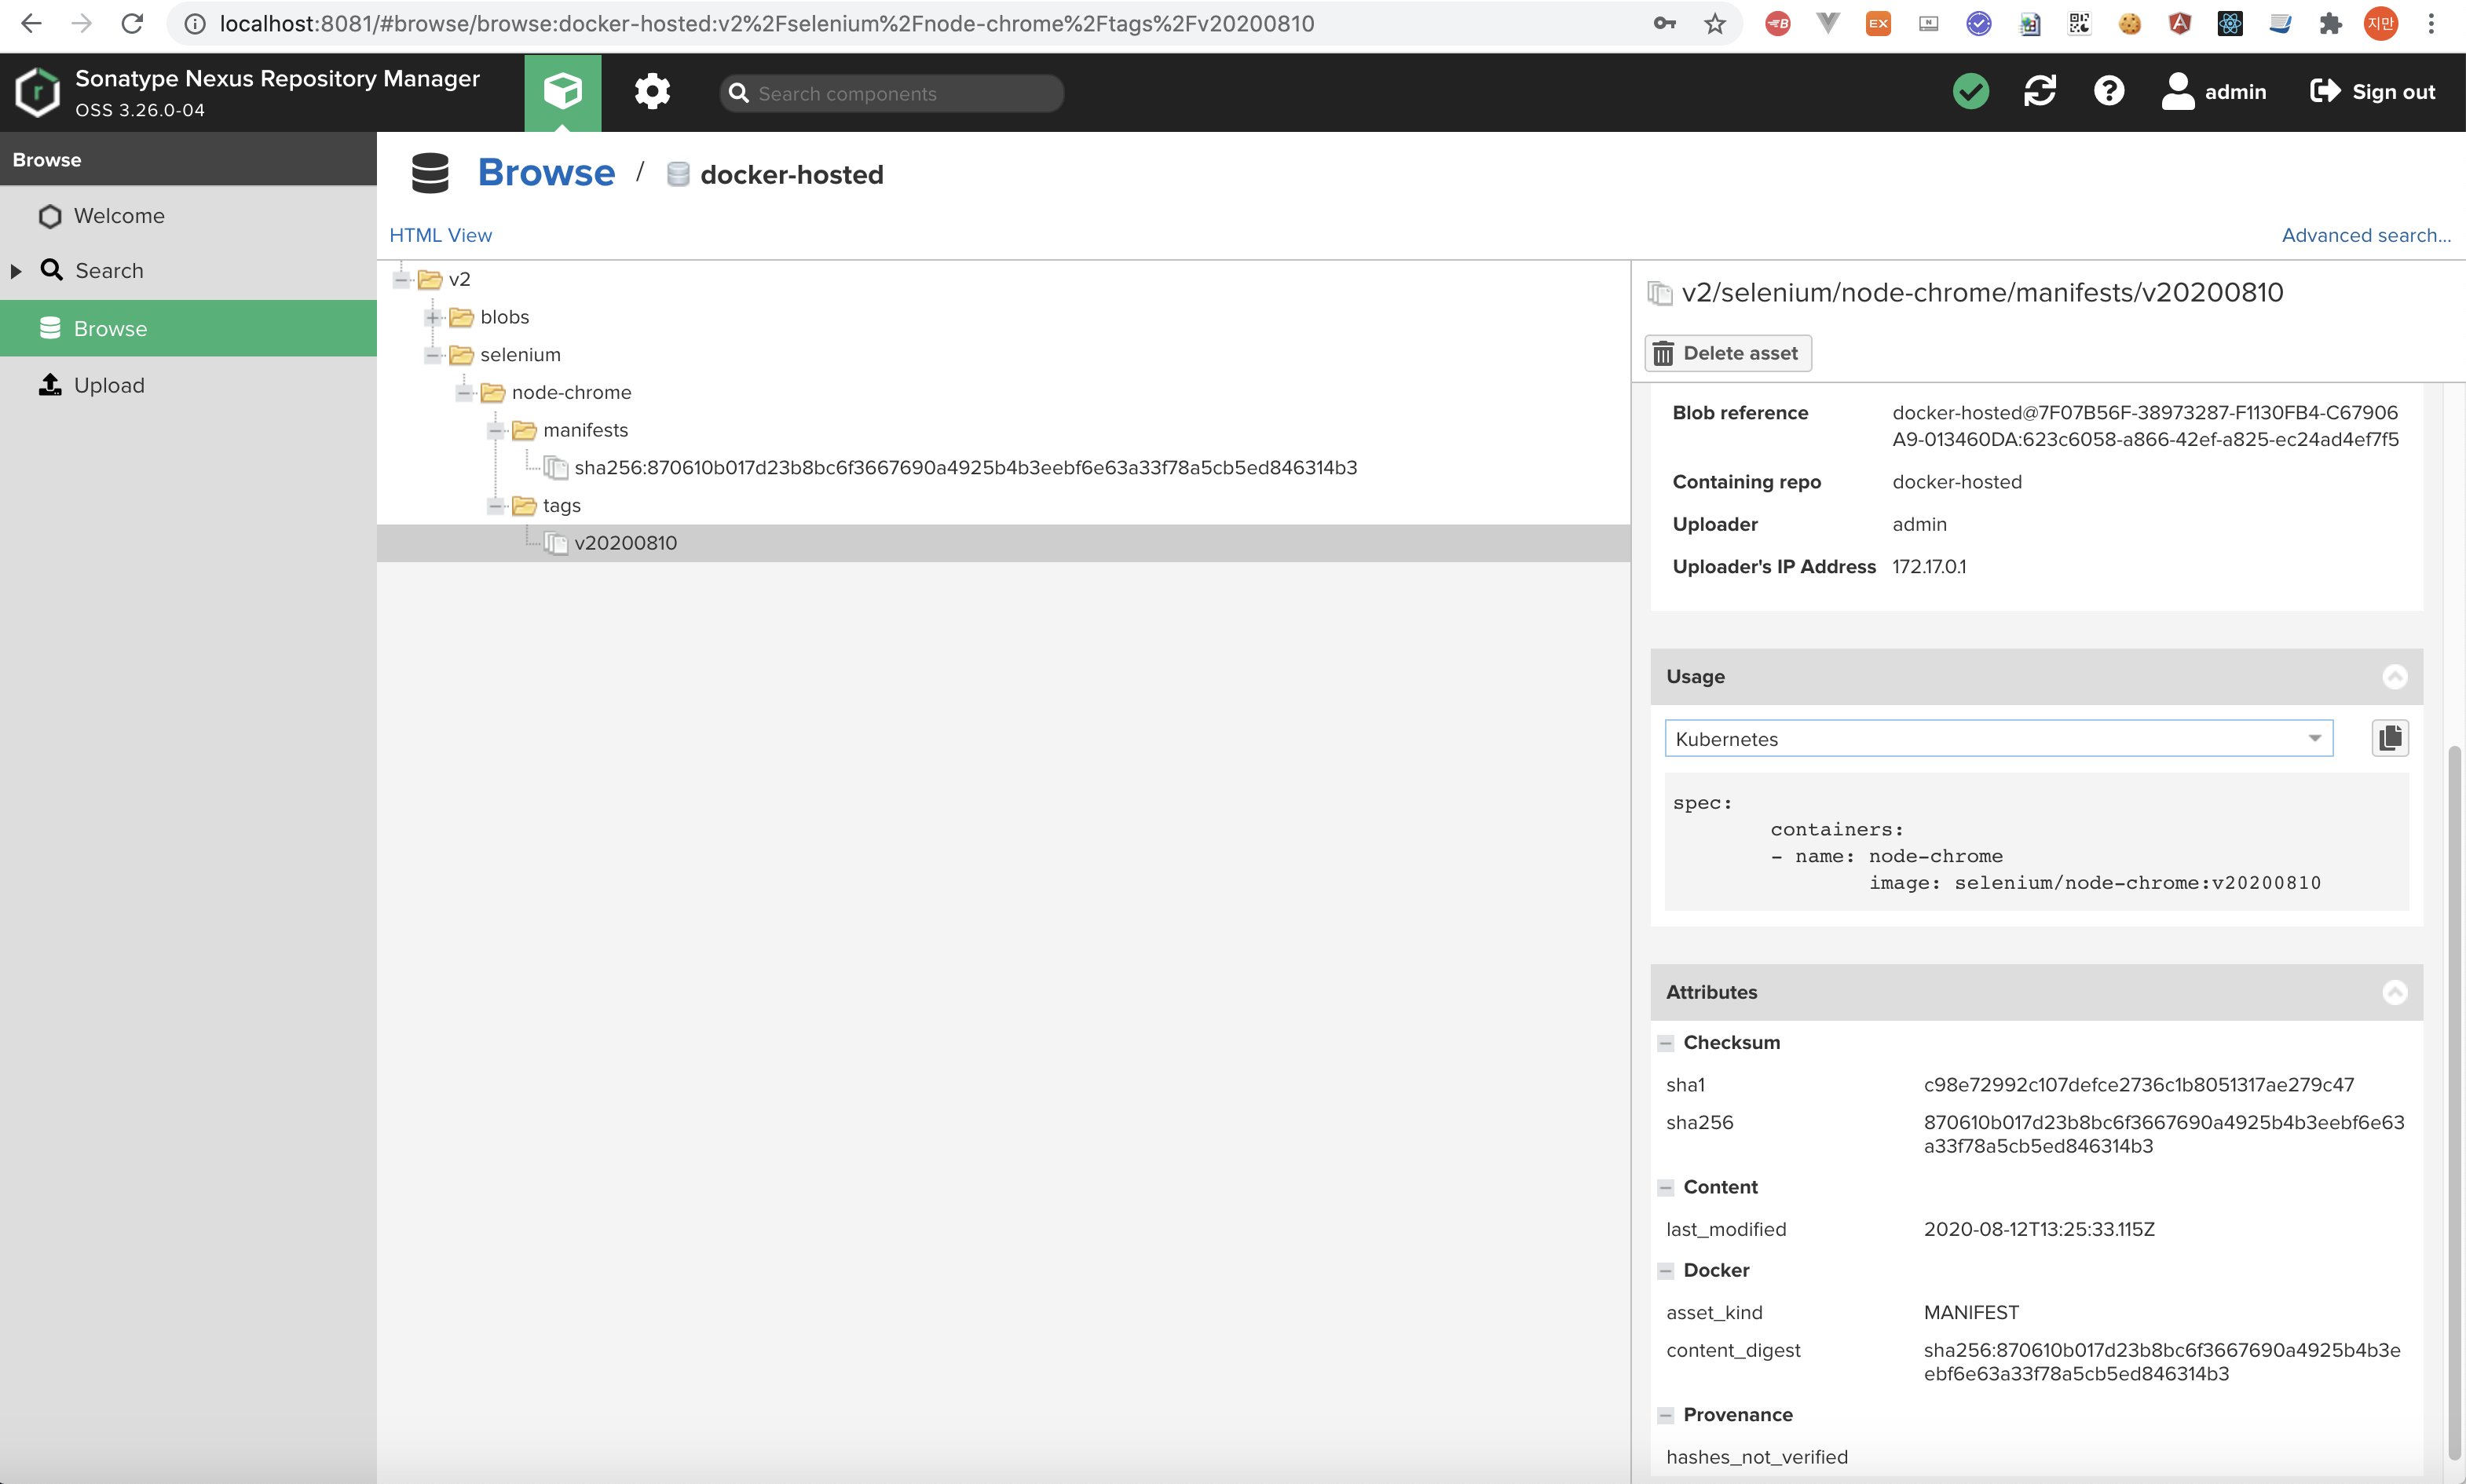 localhost:8081/#browse/browse:docker-hosted:v2%2Fselenium%2Fnode-chrome%2Ftags%2Fv20200810
EX
지만
Sonatype Nexus Repository Manager
OSS 3.26.0-04
Search components
admin
Sign out
Browse
Welcome
Search
Browse
Upload
Browse / docker-hosted
HTML View
Advanced search...
v2
blobs
selenium
node-chrome
manifests
sha256:870610b017d23b8bc6f3667690a4925b4b3eebf6e63a33f78a5cb5ed846314b3
tags
v20200810
v2/selenium/node-chrome/manifests/v20200810
Delete asset
Blob reference docker-hosted@7F07B56F-38973287-F1130FB4-C67906
A9-013460DA:623c6058-a866-42ef-a825-ec24ad4ef7f5
Containing repo docker-hosted
Uploader admin
Uploader's IP Address 172.17.0.1
Usage
Kubernetes
spec:
containers:
- name: node-chrome
image: selenium/node-chrome:v20200810
Attributes
Checksum
sha1 c98e72992c107defce2736c1b8051317ae279c47
sha256 870610b017d23b8bc6f3667690a4925b4b3eebf6e63
a33f78a5cb5ed846314b3
Content
last_modified 2020-08-12T13:25:33.115Z
Docker
asset_kind MANIFEST
content_digest sha256:870610b017d23b8bc6f3667690a4925b4b3e
ebf6e63a33f78a5cb5ed846314b3
Provenance
hashes_not_verified